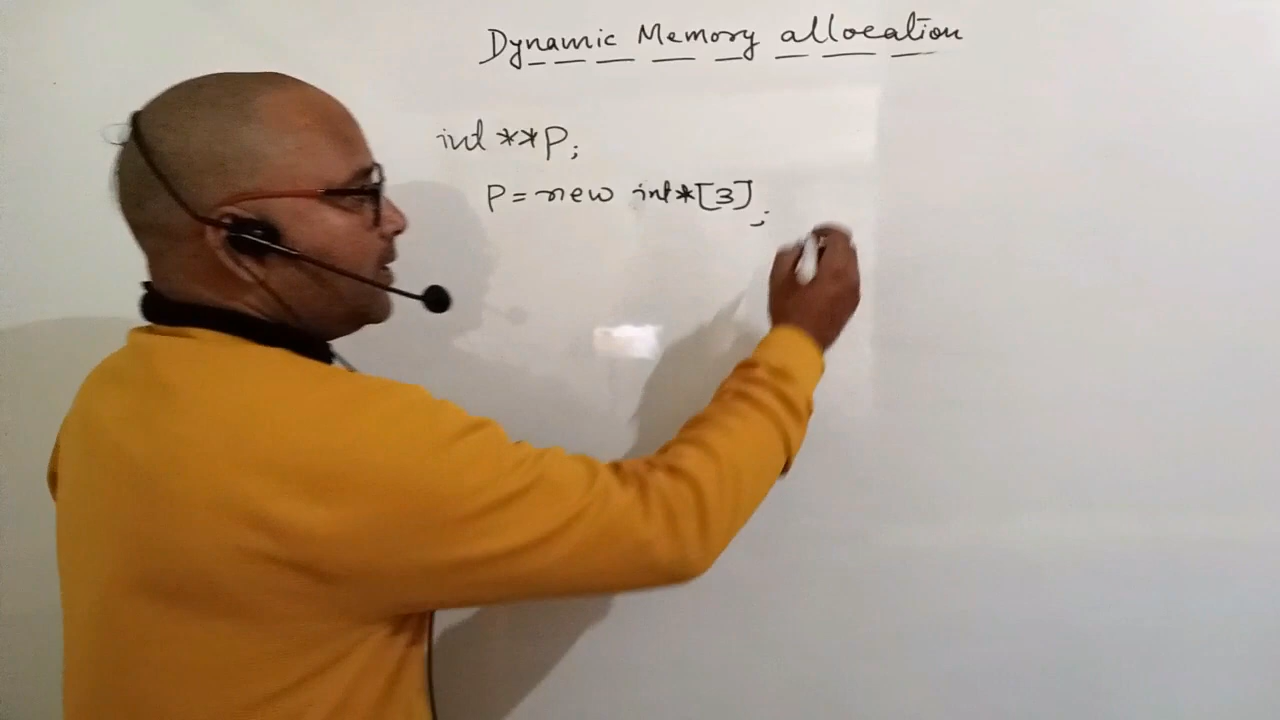 Dynamic Memory allocation
int **P;
P = new int*[3];